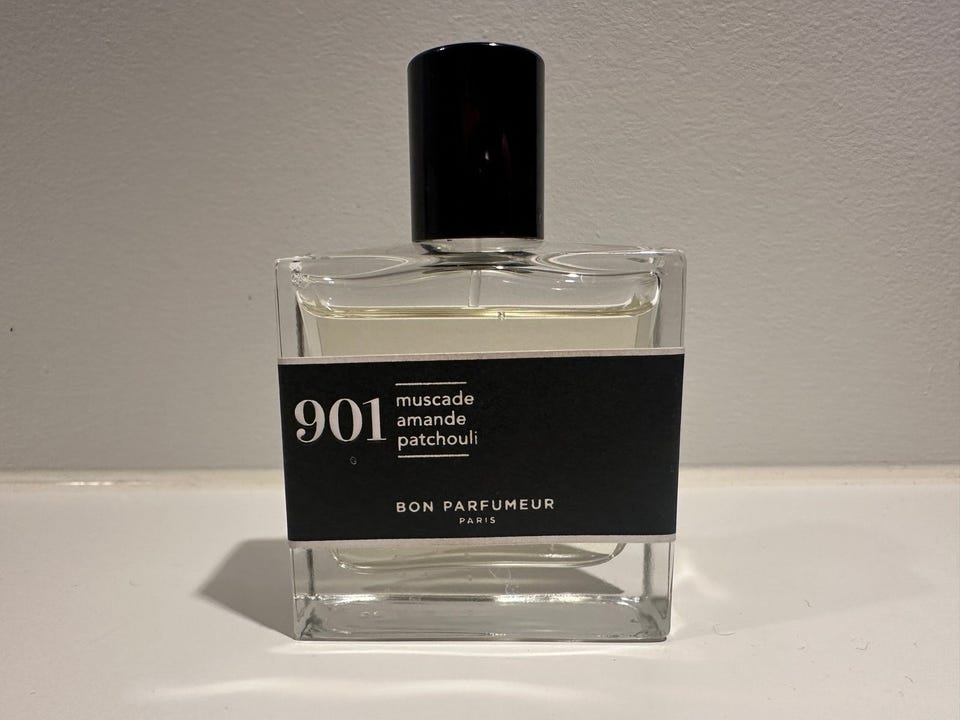 901
muscade
amande
patchouli
BON PARFUMEUR
PARIS